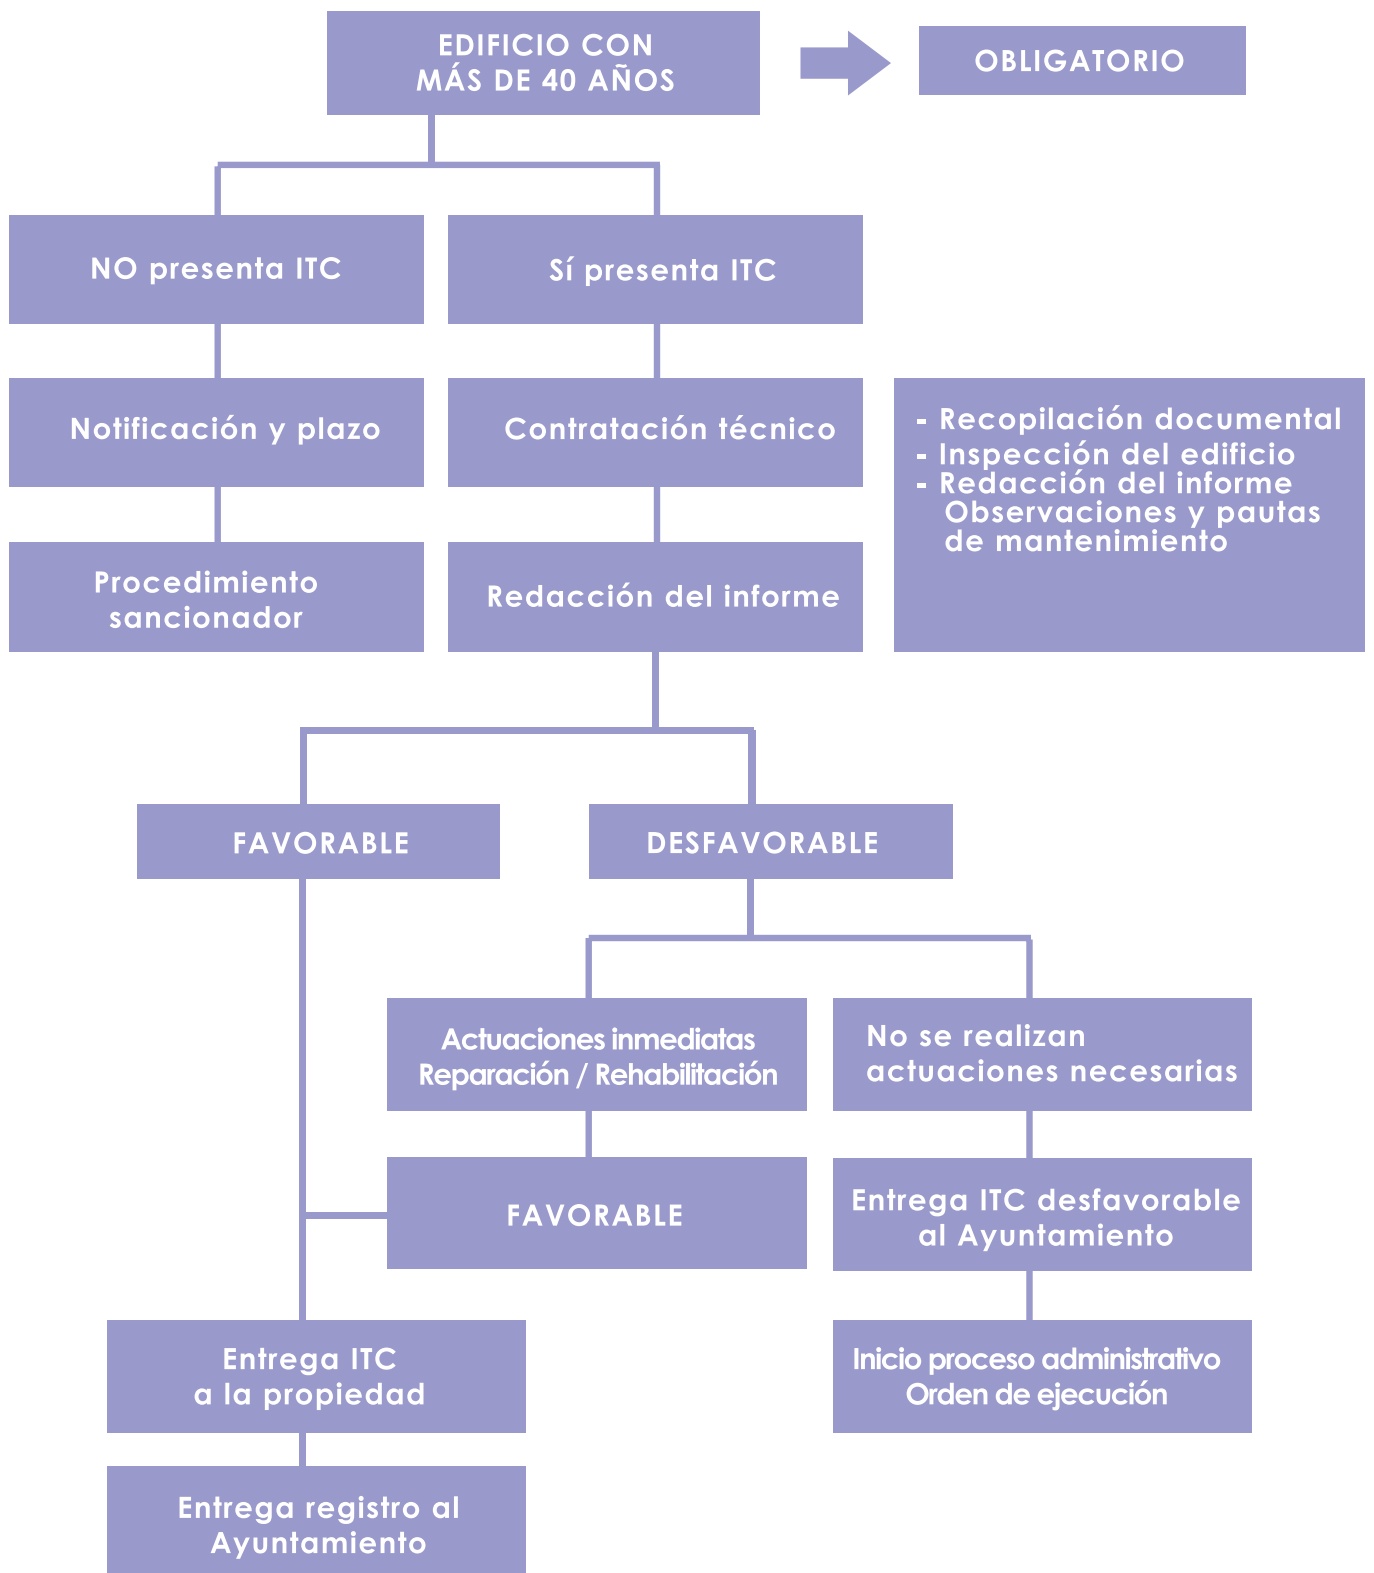 EDIFICIO CON
MÁS DE 40 AÑOS
OBLIGATORIO
NO presenta ITC
Sí presenta ITC
Notificación y plazo
Contratación técnico
- Recopilación documental
- Inspección del edificio
- Redacción del informe
Observaciones y pautas
de mantenimiento
Procedimiento
sancionador
Redacción del informe
FAVORABLE
DESFAVORABLE
Actuaciones inmediatas
Reparación / Rehabilitación
No se realizan
actuaciones necesarias
FAVORABLE
Entrega ITC desfavorable
al Ayuntamiento
Entrega ITC
a la propiedad
Inicio proceso administrativo
Orden de ejecución
Entrega registro al
Ayuntamiento